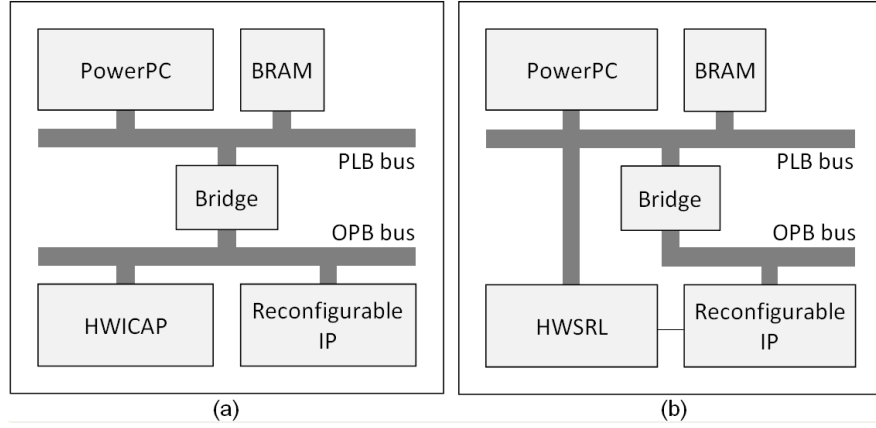 PowerPC
BRAM
PLB bus
Bridge
OPB bus
HWICAP
Reconfigurable
IP
(a)
PowerPC
BRAM
PLB bus
Bridge
OPB bus
HWSRL
Reconfigurable
IP
(b)